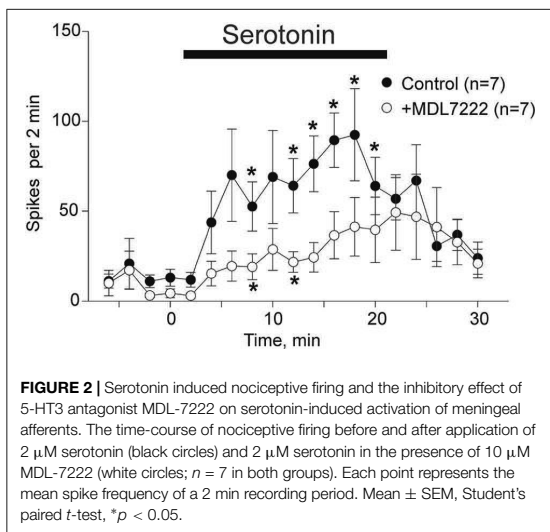 Serotonin
Control (n=7)
+MDL7222 (n=7)
Spikes per 2 min
150
100
50
0
* * * * * *
* *
0 10 20 30
Time, min
FIGURE 2 | Serotonin induced nociceptive firing and the inhibitory effect of
5-HT3 antagonist MDL-7222 on serotonin-induced activation of meningeal
afferents. The time-course of nociceptive firing before and after application of
2 μM serotonin (black circles) and 2 μM serotonin in the presence of 10 μM
MDL-7222 (white circles; n = 7 in both groups). Each point represents the
mean spike frequency of a 2 min recording period. Mean ± SEM, Student's
paired t-test, *p < 0.05.